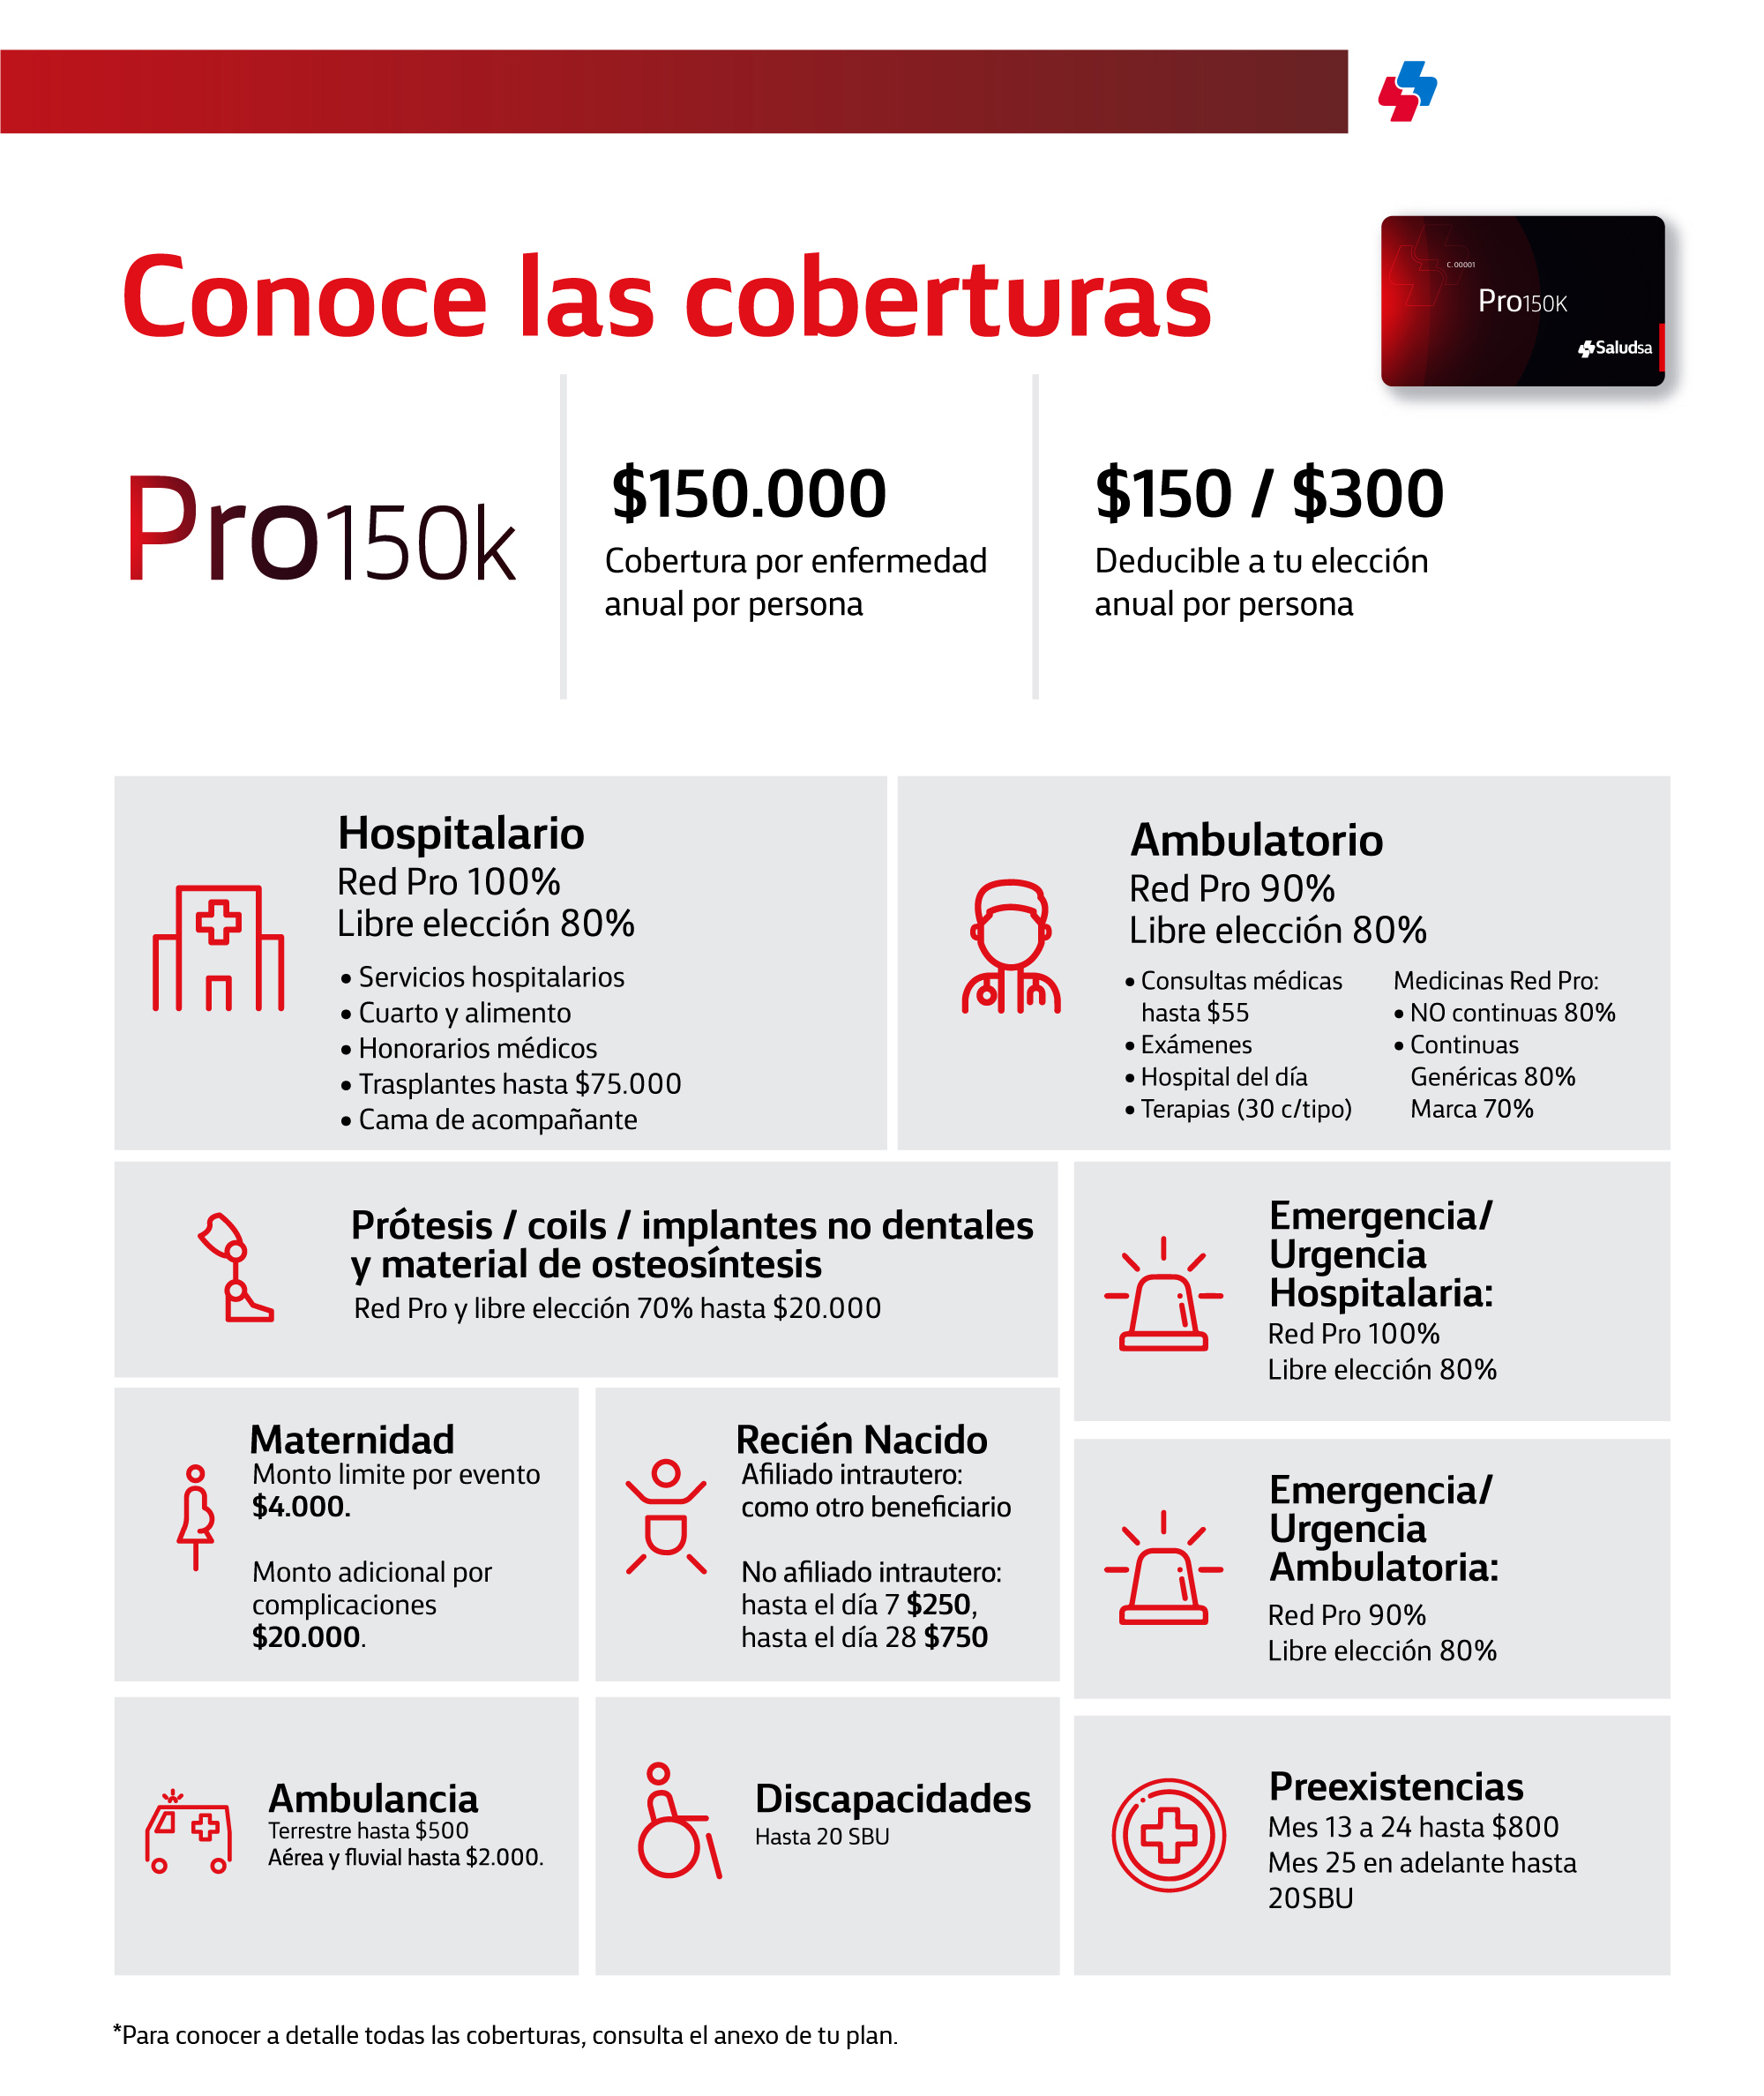 Conoce las coberturas
C.00001
Pro150K
Saludsa
Pro150k
$150.000
Cobertura por enfermedad
anual por persona
$150 / $300
Deducible a tu elección
anual por persona
Hospitalario
Red Pro 100%
Libre elección 80%
• Servicios hospitalarios
• Cuarto y alimento
• Honorarios médicos
• Trasplantes hasta $75.000
• Cama de acompañante
Ambulatorio
Red Pro 90%
Libre elección 80%
• Consultas médicas
hasta $55
• Exámenes
• Hospital del día
• Terapias (30 c/tipo)
Medicinas Red Pro:
• NO continuas 80%
• Continuas
Genéricas 80%
Marca 70%
Prótesis / coils / implantes no dentales
y material de osteosíntesis
Red Pro y libre elección 70% hasta $20.000
Emergencia/
Urgencia
Hospitalaria:
Red Pro 100%
Libre elección 80%
Maternidad
Monto limite por evento
$4.000.
Monto adicional por
complicaciones
$20.000.
Recién Nacido
Afiliado intrautero:
como otro beneficiario
No afiliado intrautero:
hasta el día 7 $250,
hasta el día 28 $750
Emergencia/
Urgencia
Ambulatoria:
Red Pro 90%
Libre elección 80%
Ambulancia
Terrestre hasta $500
Aérea y fluvial hasta $2.000.
Discapacidades
Hasta 20 SBU
Preexistencias
Mes 13 a 24 hasta $800
Mes 25 en adelante hasta
20SBU
*Para conocer a detalle todas las coberturas, consulta el anexo de tu plan.